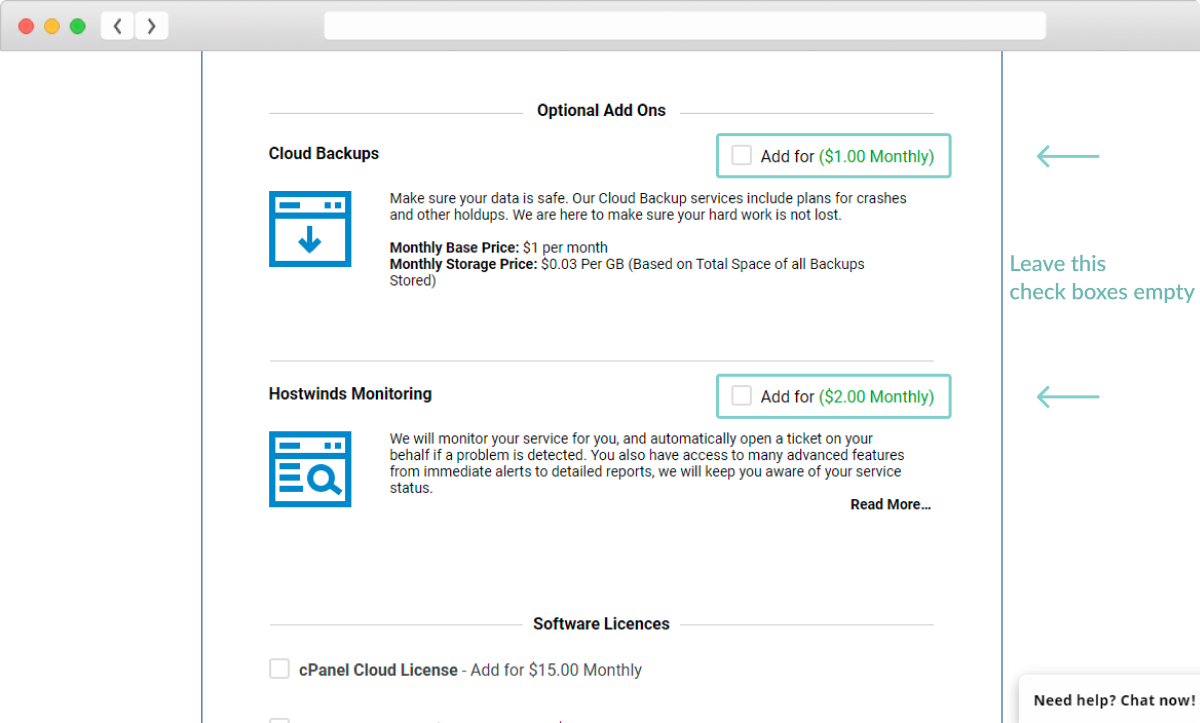 Optional Add Ons
Cloud Backups
Add for ($1.00 Monthly)
Make sure your data is safe. Our Cloud Backup services include plans for crashes
and other holdups. We are here to make sure your hard work is not lost.
Monthly Base Price: $1 per month
Monthly Storage Price: $0.03 Per GB (Based on Total Space of all Backups
Stored)
Leave this
check boxes empty
Hostwinds Monitoring
Add for ($2.00 Monthly)
We will monitor your service for you, and automatically open a ticket on your
behalf if a problem is detected. You also have access to many advanced features
from immediate alerts to detailed reports, we will keep you aware of your service
status.
Read More...
Software Licences
cPanel Cloud License - Add for $15.00 Monthly
Need help? Chat now!